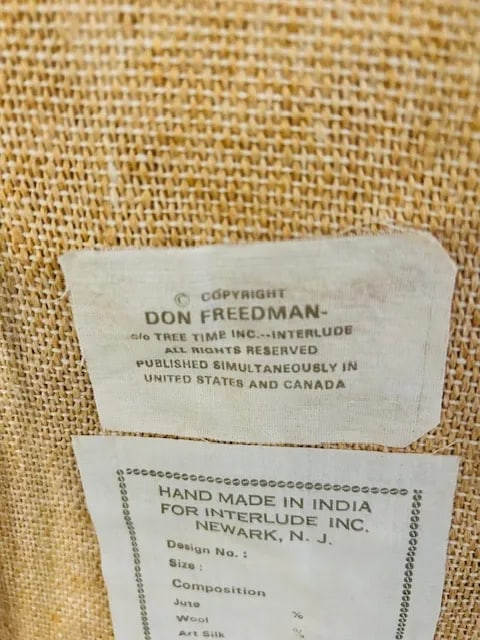 © COPYRIGHT
DON FREEDMAN-
c/o TREE TIME INC.--INTERLUDE
ALL RIGHTS RESERVED
PUBLISHED SIMULTANEOUSLY IN
UNITED STATES AND CANADA
HAND MADE IN INDIA
FOR INTERLUDE INC.
NEWARK, N. J.
Design No. :
Size :
Composition
Jute %
Wool
Art Silk %